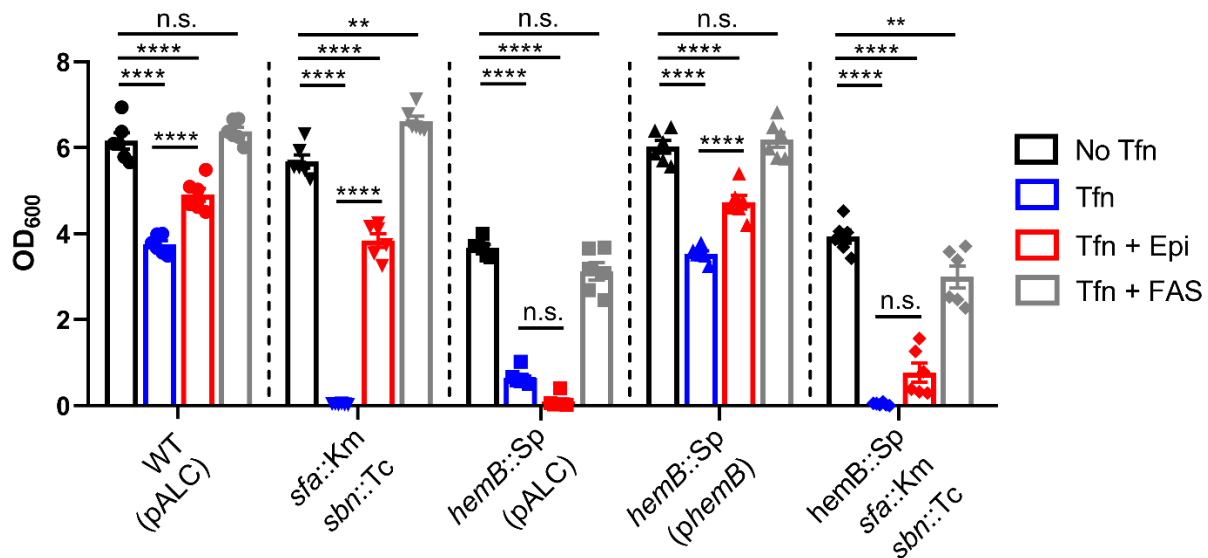 n.s. ** n.s. n.s. **
**** **** **** **** ****
**** **** **** **** ****
8
6
4
2
0
OD600
****
****
n.s.
****
n.s.
No Tfn
Tfn
Tfn + Epi
Tfn + FAS
WT
(pALC)
sfa::Km
sbn::Tc
hemB::Sp
(pALC)
hemB::Sp
(phemB)
hemB::Sp
sfa::Km
sbn::Tc